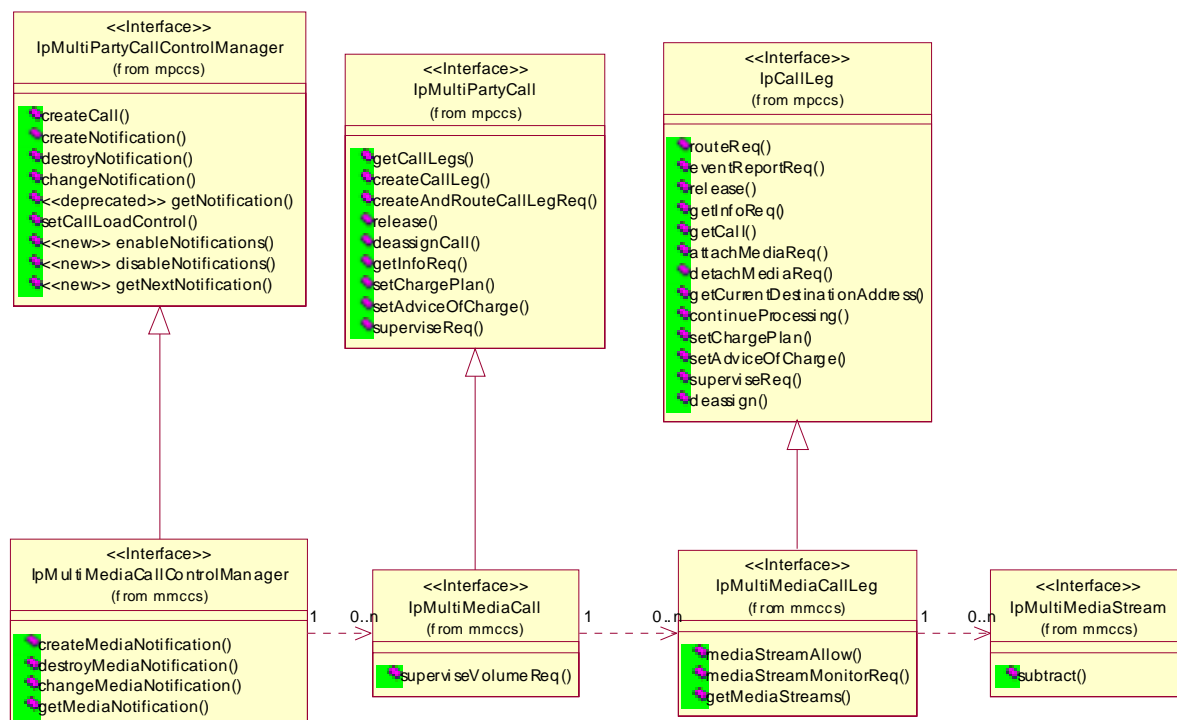 <<Interface>>
IpMultiPartyCallControlManager
(from mpccs)
createCall()
createNotification()
destroyNotification()
changeNotification()
<<deprecated>> getNotification()
setCallLoadControl()
<<new>> enableNotifications()
<<new>> disableNotifications()
<<new>> getNextNotification()
<<Interface>>
IpMultiPartyCall
(from mpccs)
getCallLegs()
createCallLeg()
createAndRouteCallLegReq()
release()
deassignCall()
getInfoReq()
setChargePlan()
setAdviceOfCharge()
superviseReq()
<<Interface>>
IpCallLeg
(from mpccs)
routeReq()
eventReportReq()
release()
getInfoReq()
getCall()
attachMediaReq()
detachMediaReq()
getCurrentDestinationAddress()
continueProcessing()
setChargePlan()
setAdviceOfCharge()
superviseReq()
deassign()
<<Interface>>
IpMultiMediaCallControlManager
(from mmccs)
createMediaNotification()
destroyMediaNotification()
changeMediaNotification()
getMediaNotification()
1
0..n
<<Interface>>
IpMultiMediaCall
(from mmccs)
superviseVolumeReq()
1
0..n
<<Interface>>
IpMultiMediaCallLeg
(from mmccs)
mediaStreamAllow()
mediaStreamMonitorReq()
getMediaStreams()
1
0..n
<<Interface>>
IpMultiMediaStream
(from mmccs)
subtract()